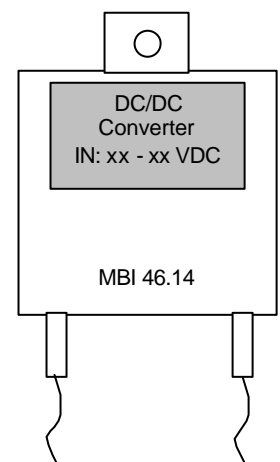 DC/DC
Converter
IN: xx - xx VDC
MBI 46.14